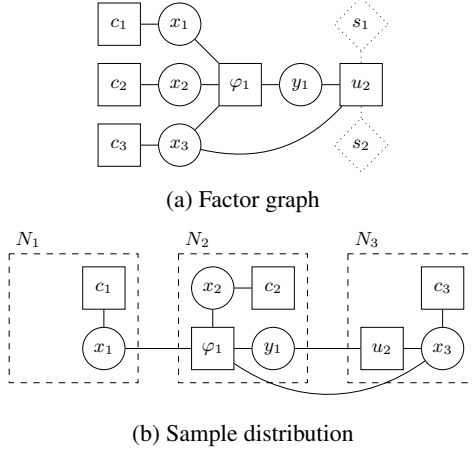 s₁
c₁ x₁
c₂ x₂ φ₁ y₁ u₂
c₃ x₃ s₂
(a) Factor graph
N₁ N₂ N₃
c₁ x₂ c₂ c₃
x₁ φ₁ y₁ u₂ x₃
(b) Sample distribution